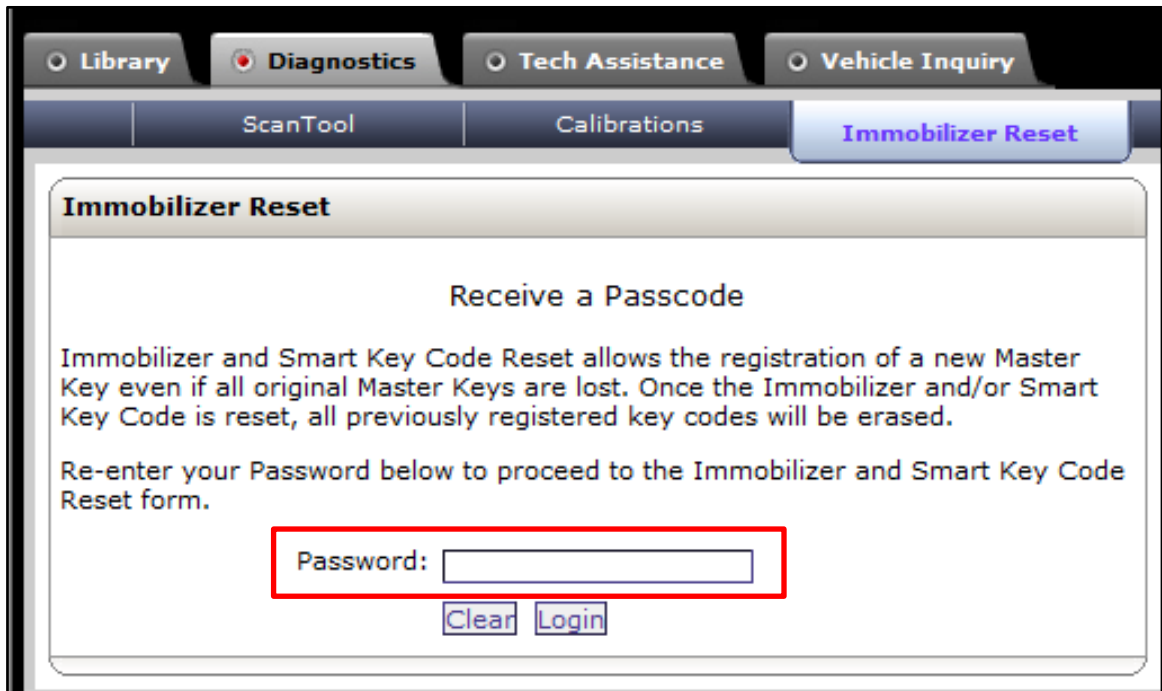 Library Diagnostics Tech Assistance Vehicle Inquiry
ScanTool Calibrations Immobilizer Reset
Immobilizer Reset
Receive a Passcode
Immobilizer and Smart Key Code Reset allows the registration of a new Master
Key even if all original Master Keys are lost. Once the Immobilizer and/or Smart
Key Code is reset, all previously registered key codes will be erased.
Re-enter your Password below to proceed to the Immobilizer and Smart Key Code
Reset form.
Password:
Clear Login